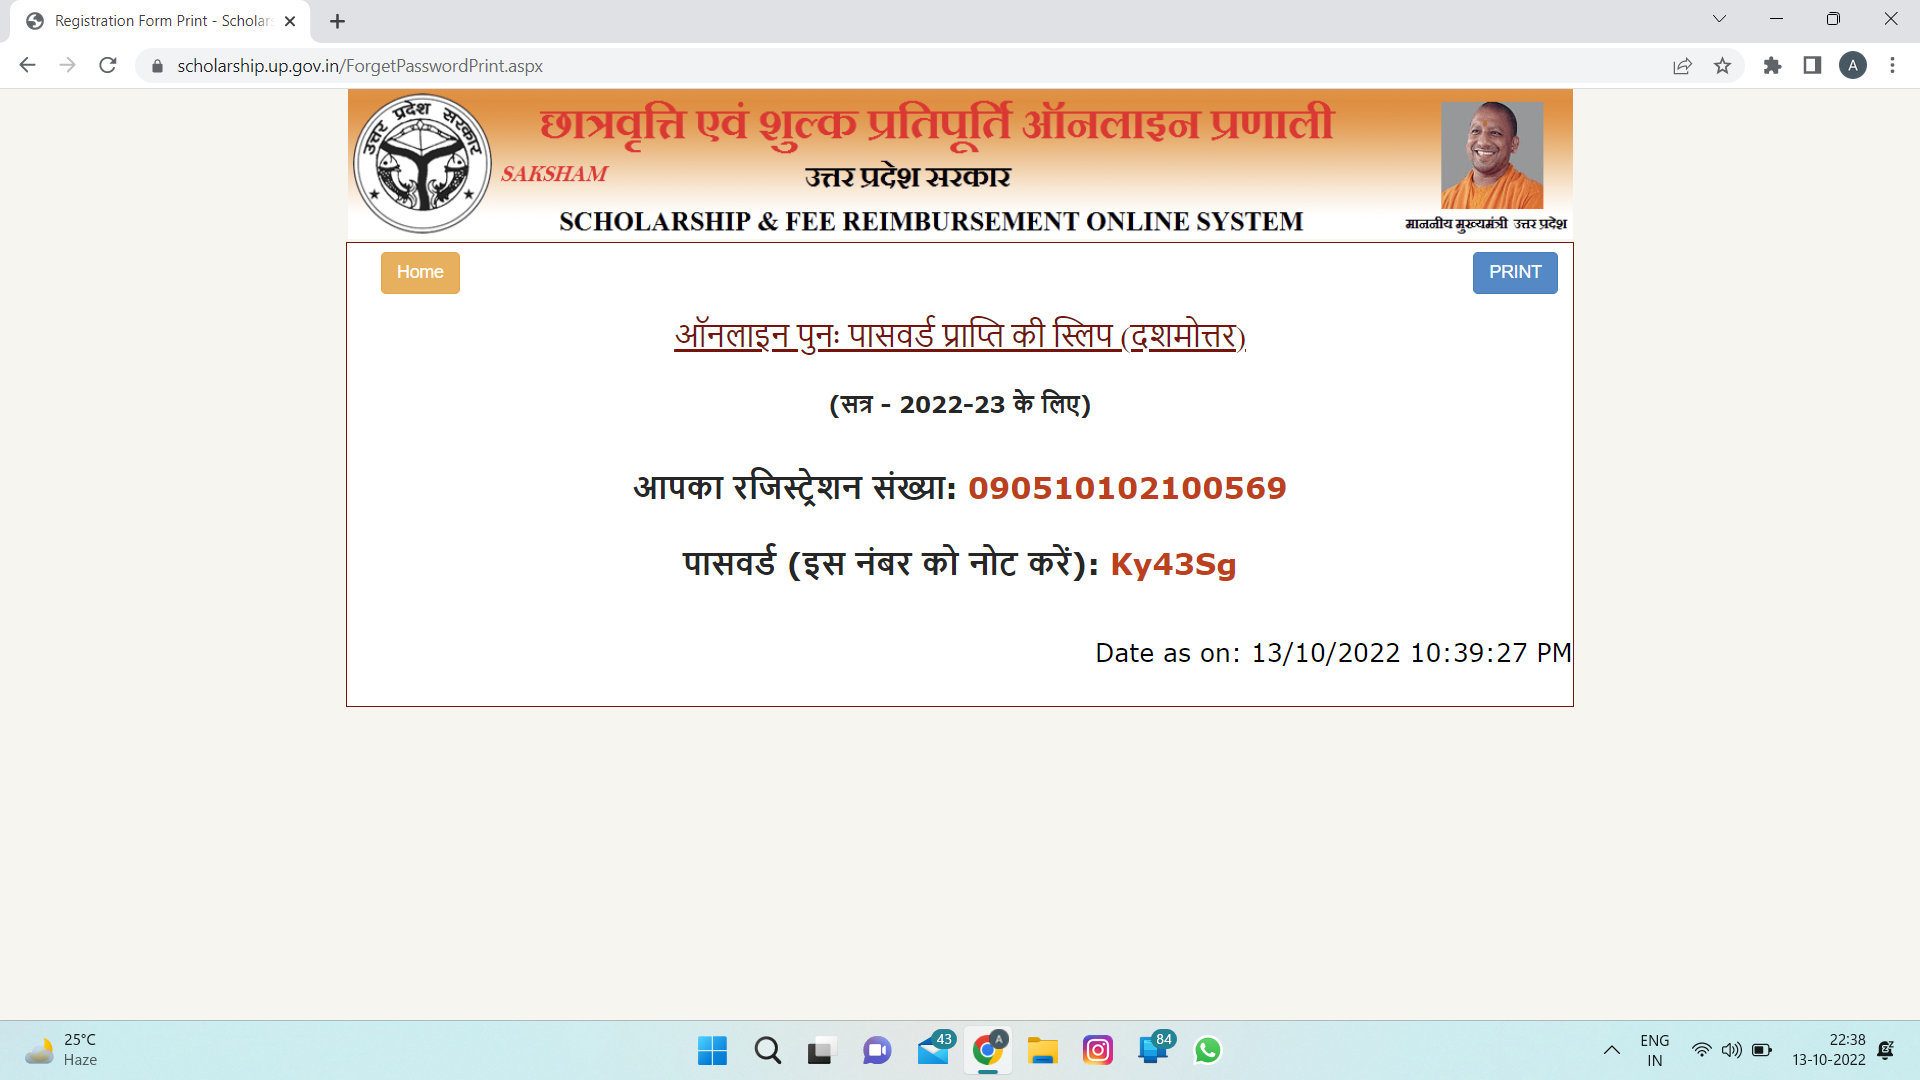 Registration Form Print - Scholars
scholarship.up.gov.in/ForgetPasswordPrint.aspx
A
उत्तर प्रदेश सरकार
छात्रवृत्ति एवं शुल्क प्रतिपूर्ति ऑनलाइन प्रणाली
SAKSHAM
उत्तर प्रदेश सरकार
SCHOLARSHIP & FEE REIMBURSEMENT ONLINE SYSTEM
माननीय मुख्यमंत्री उत्तर प्रदेश
Home
PRINT
ऑनलाइन पुनः पासवर्ड प्राप्ति की स्लिप (दशमोत्तर)
(सत्र - 2022-23 के लिए)
आपका रजिस्ट्रेशन संख्या: 090510102100569
पासवर्ड (इस नंबर को नोट करें): Ky43Sg
Date as on: 13/10/2022 10:39:27 PM
25°C
Haze
43
A
84
ENG
IN
22:38
13-10-2022